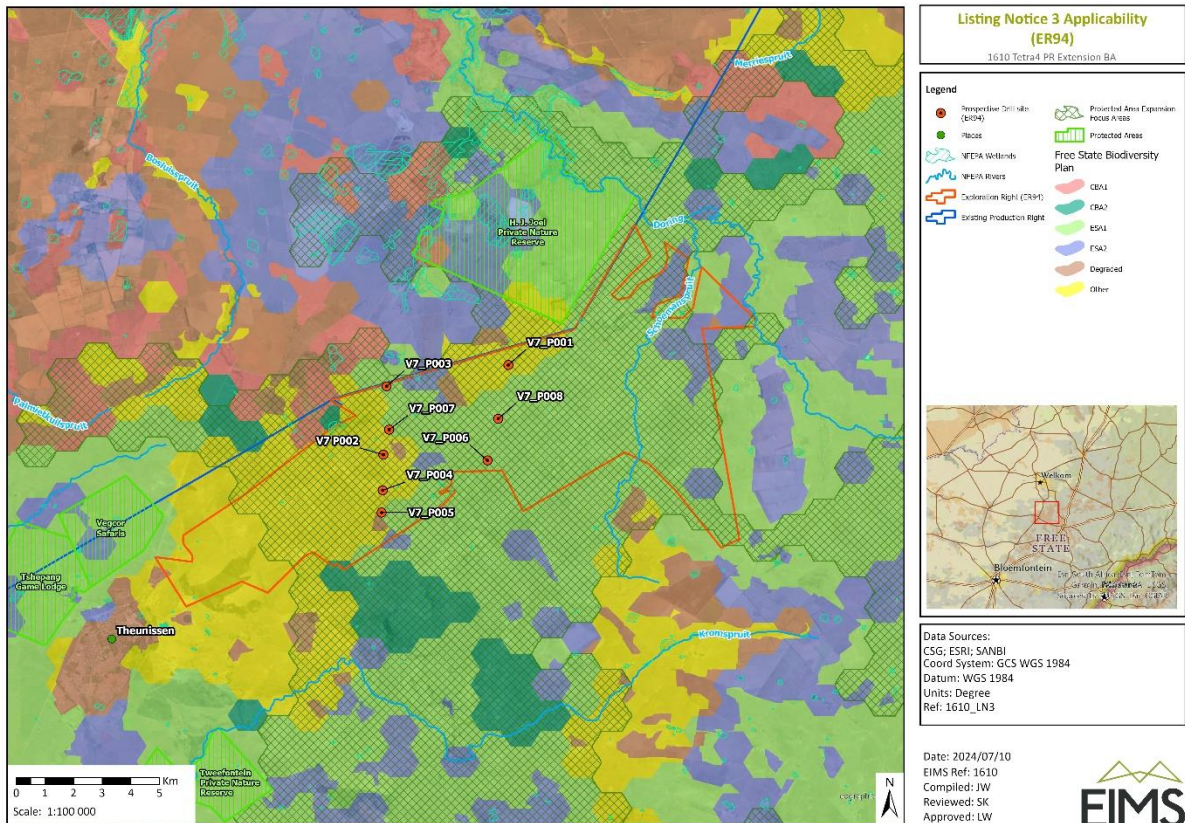 Listing Notice 3 Applicability
(ER94)
1610 Tetra4 PR Extension BA
Legend
Prospective Drill site
(ER94)
Places
NFEPA Wetlands
NFEPA Rivers
Exploration Right (ER94)
Existing Production Right
Protected Area Expansion
Focus Areas
Protected Areas
Free State Biodiversity
Plan
CBA1
CBA2
ESA1
ESA2
Degraded
Other
Merriespruit
Bosluisspruit
H. J. Joel
Private Nature
Reserve
Doring
V7_P001
V7_P003
V7_P007
V7_P008
V7_P002
V7_P006
V7_P004
V7_P005
Palmietkuilspruit
Vegcor
Safaris
Tshepang
Game Lodge
Theunissen
Kromspruit
Tweefontein
Private Nature
Reserve
Km
0 1 2 3 4 5
Scale: 1:100 000
N
Welkom
FREE
STATE
Bloemfontein
Data Sources:
CSG; ESRI; SANBI
Coord System: GCS WGS 1984
Datum: WGS 1984
Units: Degree
Ref: 1610_LN3
Date: 2024/07/10
EIMS Ref: 1610
Compiled: JW
Reviewed: SK
Approved: LW
EIMS